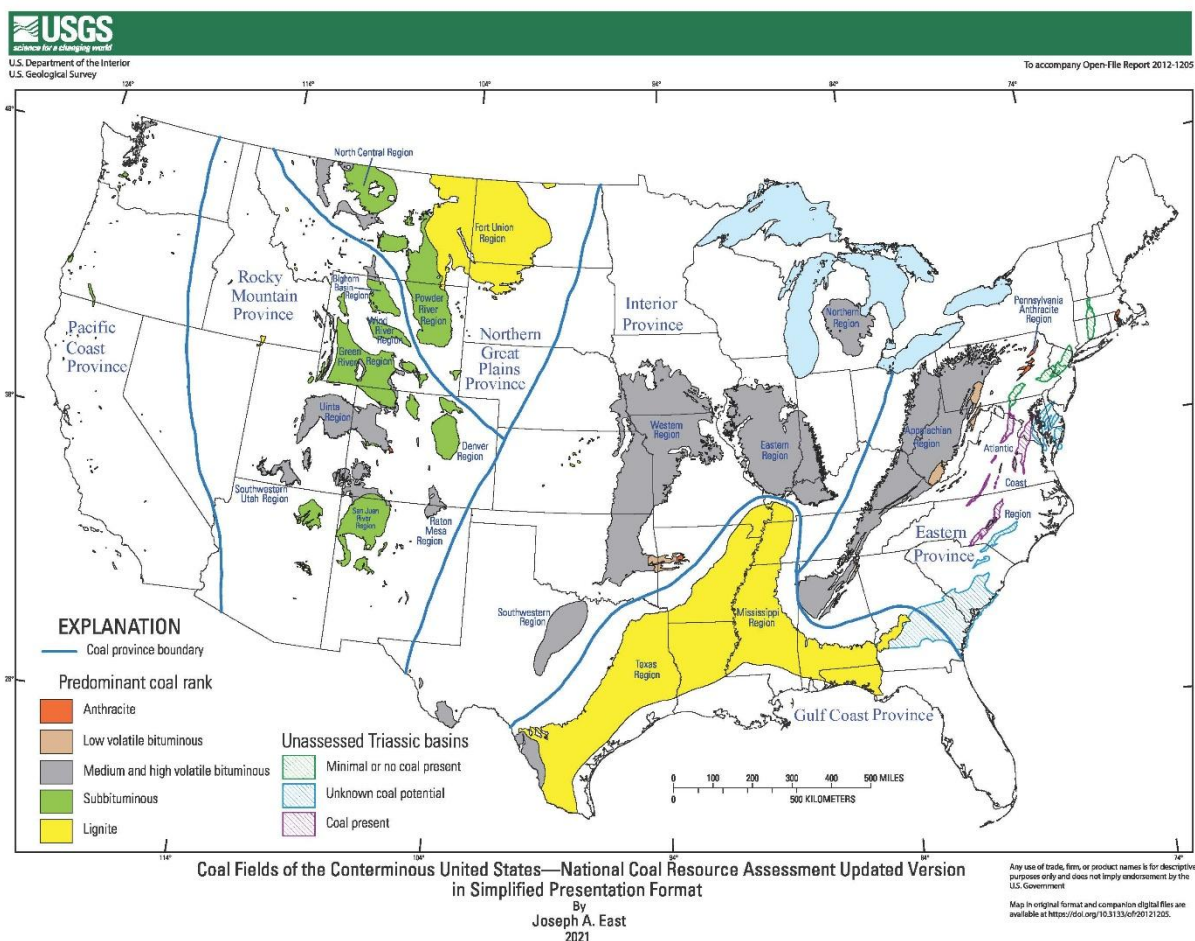 USGS
science for a changing world
U.S. Department of the Interior
U.S. Geological Survey
To accompany Open-File Report 2012-1205
124°
114°
104°
94°
84°
74°
48°
38°
28°
North Central Region
Fort Union
Region
Rocky
Mountain
Province
Bighorn
Basin
Region
Powder
River
Region
Wind
River
Region
Green
River
Region
Northern
Great
Plains
Province
Interior
Province
Northern
Region
Pennsylvania
Anthracite
Region
Pacific
Coast
Province
Uinta
Region
Denver
Region
Western
Region
Eastern
Region
Appalachian
Region
Atlantic
Coast
Region
Southwestern
Utah Region
San Juan
River
Region
Raton
Mesa
Region
Eastern
Province
Southwestern
Region
Mississippi
Region
Texas
Region
Gulf Coast Province
EXPLANATION
Coal province boundary
Predominant coal rank
Anthracite
Low volatile bituminous
Medium and high volatile bituminous
Subbituminous
Lignite
Unassessed Triassic basins
Minimal or no coal present
Unknown coal potential
Coal present
0 100 200 300 400 500 MILES
0 500 KILOMETERS
38°
28°
114°
104°
94°
84°
74°
Coal Fields of the Conterminous United States—National Coal Resource Assessment Updated Version
in Simplified Presentation Format
By
Joseph A. East
2021
Any use of trade, firm, or product names is for descriptive
purposes only and does not imply endorsement by the
U.S. Government
Map in original format and companion digital files are
available at https://doi.org/10.3133/ofr20121205.